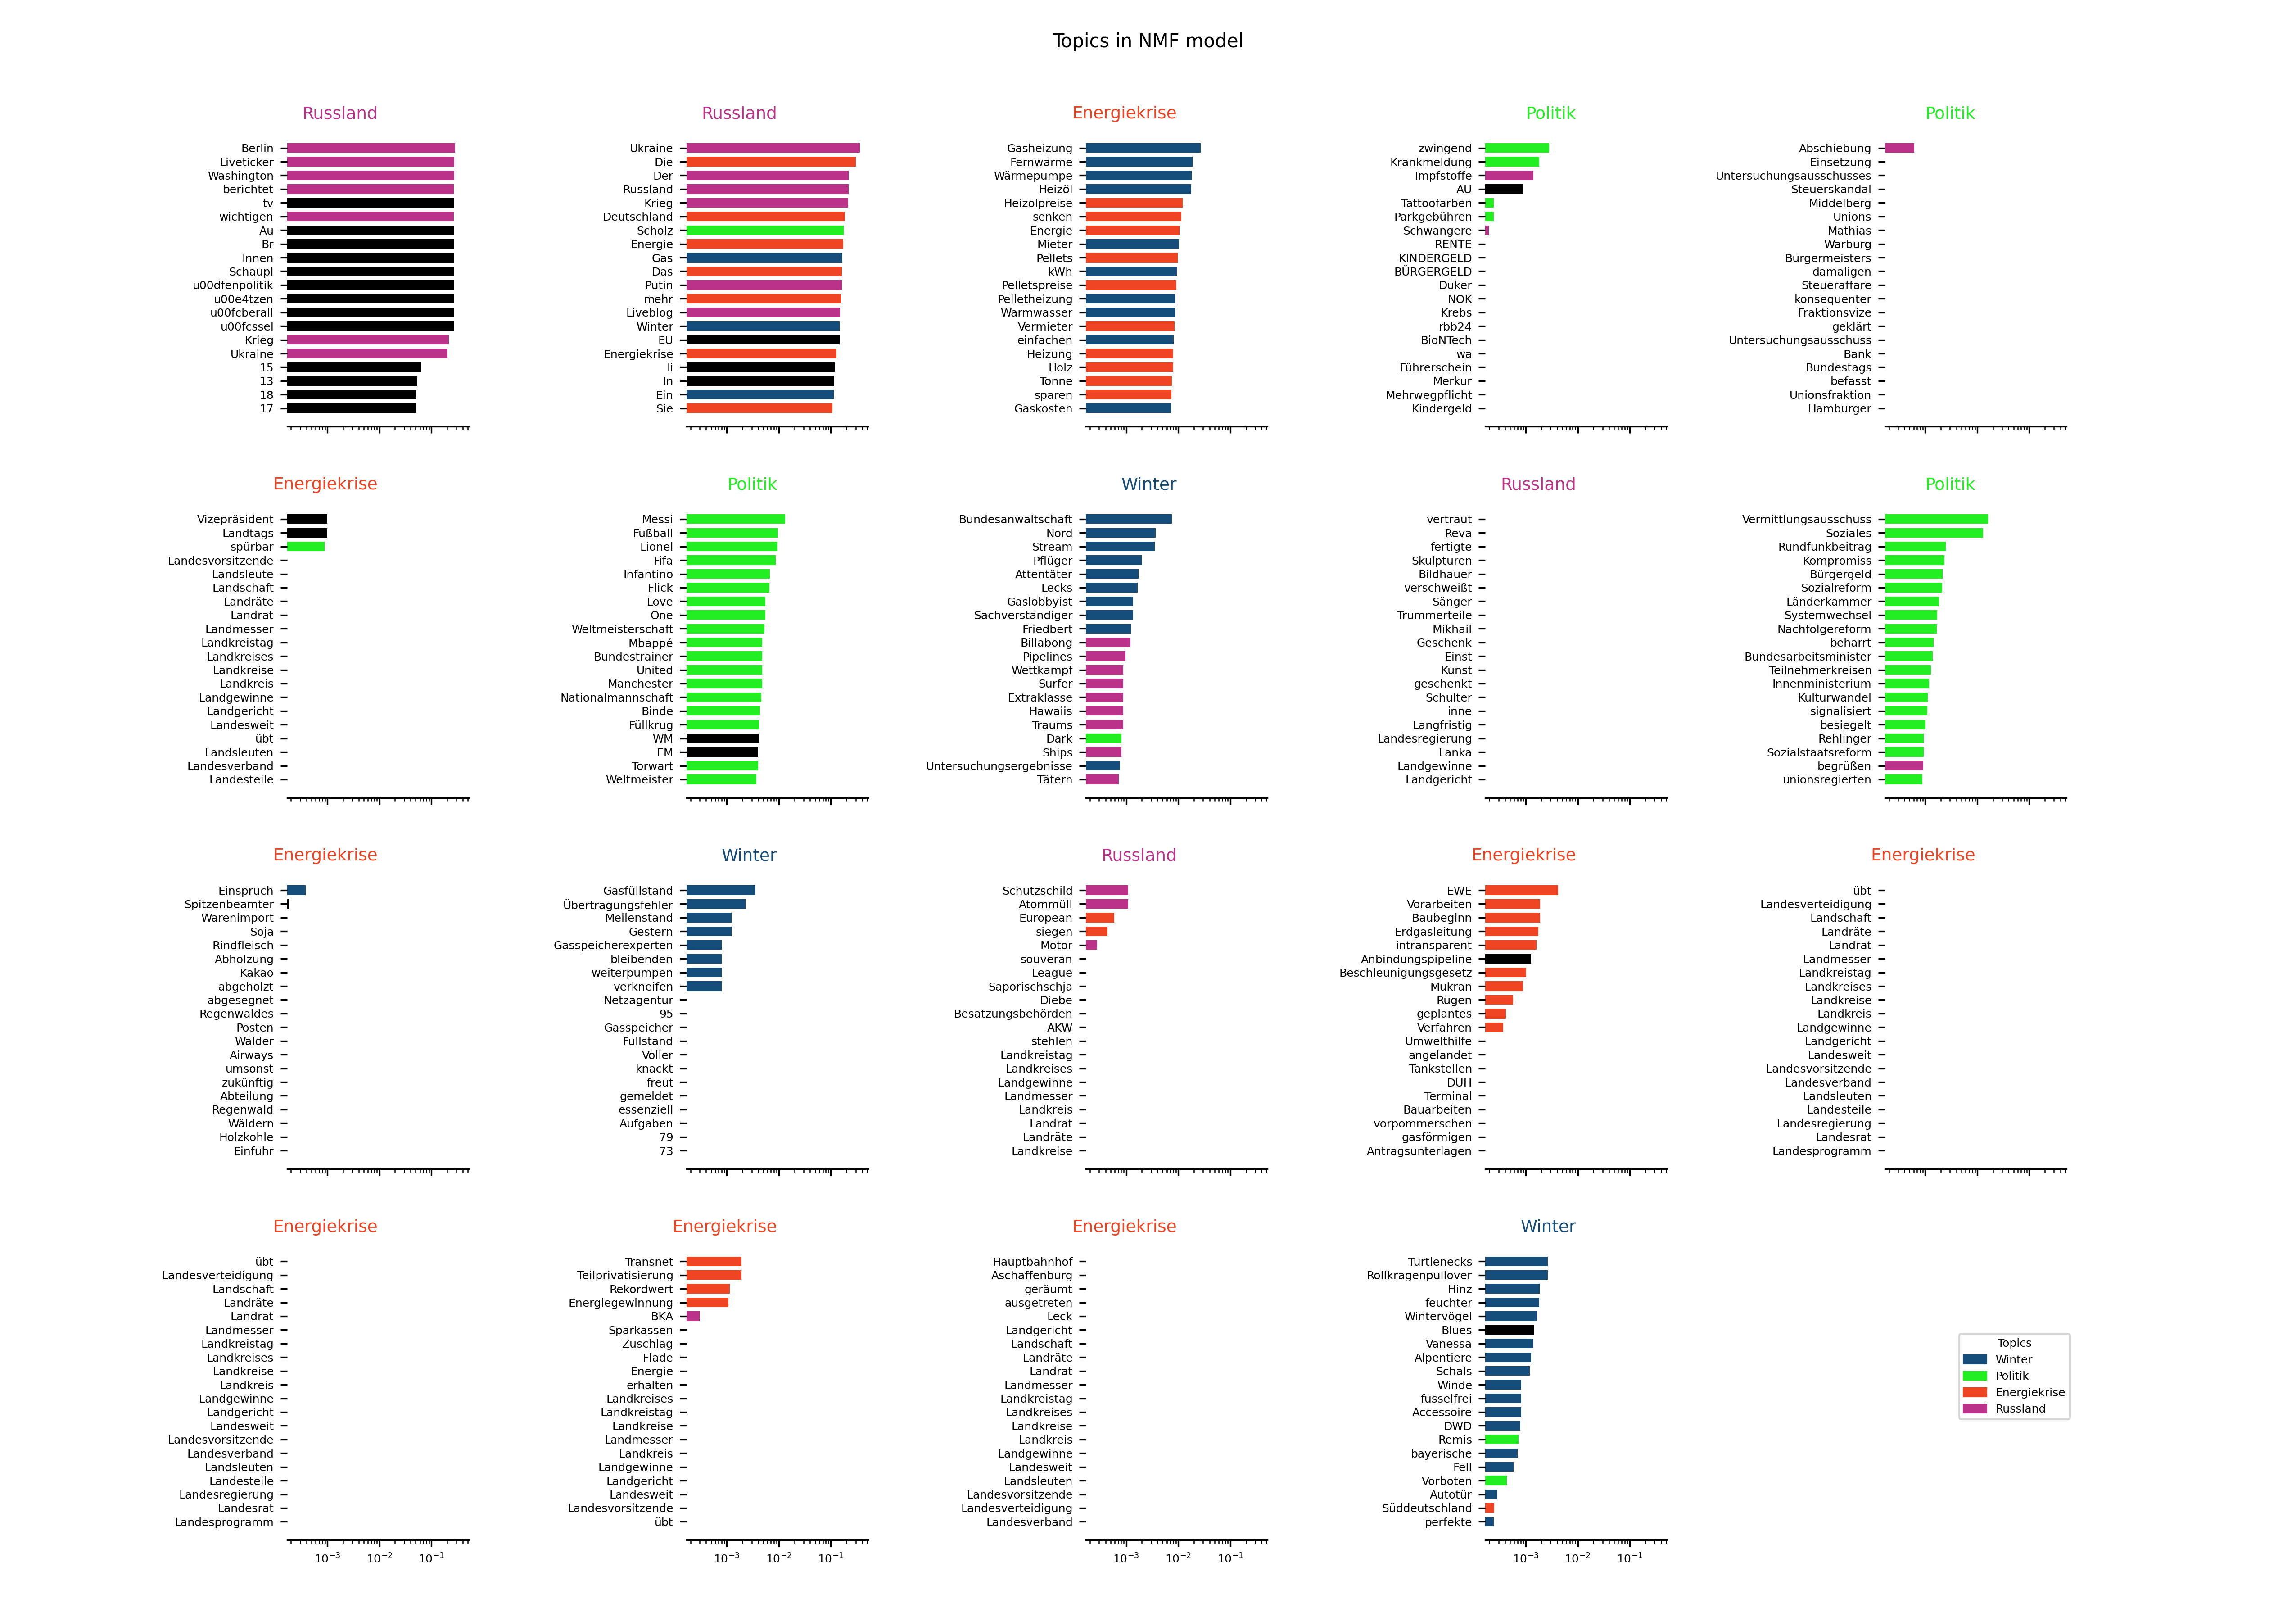 Topics in NMF model
Russland
Berlin
Liveticker
Washington
berichtet
tv
wichtigen
Au
Br
Innen
Schaupl
u00dfenpolitik
u00e4tzen
u00fcberall
u00fcssel
Krieg
Ukraine
15
13
18
17
Russland
Ukraine
Die
Der
Russland
Krieg
Deutschland
Scholz
Energie
Gas
Das
Putin
mehr
Liveblog
Winter
EU
Energiekrise
li
In
Ein
Sie
Energiekrise
Gasheizung
Fernwärme
Wärmepumpe
Heizöl
Heizölpreise
senken
Energie
Mieter
Pellets
kWh
Pelletspreise
Pelletheizung
Warmwasser
Vermieter
einfachen
Heizung
Holz
Tonne
sparen
Gaskosten
Politik
zwingend
Krankmeldung
Impfstoffe
AU
Tattoofarben
Parkgebühren
Schwangere
RENTE
KINDERGELD
BÜRGERGELD
Düker
NOK
Krebs
rbb24
BioNTech
wa
Führerschein
Merkur
Mehrwegpflicht
Kindergeld
Politik
Abschiebung
Einsetzung
Untersuchungsausschusses
Steuerskandal
Middelberg
Unions
Mathias
Warburg
Bürgermeisters
damaligen
Steueraffäre
konsequenter
Fraktionsvize
geklärt
Untersuchungsausschuss
Bank
Bundestags
befasst
Unionsfraktion
Hamburger
Energiekrise
Vizepräsident
Landtags
spürbar
Landesvorsitzende
Landsleute
Landschaft
Landräte
Landrat
Landmesser
Landkreistag
Landkreises
Landkreise
Landkreis
Landgewinne
Landgericht
Landesweit
übt
Landsleuten
Landesverband
Landesteile
Politik
Messi
Fußball
Lionel
Fifa
Infantino
Flick
Love
One
Weltmeisterschaft
Mbappé
Bundestrainer
United
Manchester
Nationalmannschaft
Binde
Füllkrug
WM
EM
Torwart
Weltmeister
Winter
Bundesanwaltschaft
Nord
Stream
Pflüger
Attentäter
Lecks
Gaslobbyist
Sachverständiger
Friedbert
Billabong
Pipelines
Wettkampf
Surfer
Extraklasse
Hawaiis
Traums
Dark
Ships
Untersuchungsergebnisse
Tätern
Russland
vertraut
Reva
fertigte
Skulpturen
Bildhauer
verschweißt
Sänger
Trümmerteile
Mikhail
Geschenk
Einst
Kunst
geschenkt
Schulter
inne
Langfristig
Landesregierung
Lanka
Landgewinne
Landgericht
Politik
Vermittlungsausschuss
Soziales
Rundfunkbeitrag
Kompromiss
Bürgergeld
Sozialreform
Länderkammer
Systemwechsel
Nachfolgereform
beharrt
Bundesarbeitsminister
Teilnehmerkreisen
Innenministerium
Kulturwandel
signalisiert
besiegelt
Rehlinger
Sozialstaatsreform
begrüßen
unionsregierten
Energiekrise
Einspruch
Spitzenbeamter
Warenimport
Soja
Rindfleisch
Abholzung
Kakao
abgeholzt
abgesegnet
Regenwaldes
Posten
Wälder
Airways
umsonst
zukünftig
Abteilung
Regenwald
Wäldern
Holzkohle
Einfuhr
Winter
Gasfüllstand
Übertragungsfehler
Meilenstand
Gestern
Gasspeicherexperten
bleibenden
weiterpumpen
verkneifen
Netzagentur
95
Gasspeicher
Füllstand
Voller
knackt
freut
gemeldet
essenziell
Aufgaben
79
73
Russland
Schutzschild
Atommüll
European
siegen
Motor
souverän
League
Saporischschja
Diebe
Besatzungsbehörden
AKW
stehlen
Landkreistag
Landkreises
Landgewinne
Landmesser
Landkreis
Landrat
Landräte
Landkreise
Energiekrise
EWE
Vorarbeiten
Baubeginn
Erdgasleitung
intransparent
Anbindungspipeline
Beschleunigungsgesetz
Mukran
Rügen
geplantes
Verfahren
Umwelthilfe
angelandet
Tankstellen
DUH
Terminal
Bauarbeiten
vorpommerschen
gasförmigen
Antragsunterlagen
Energiekrise
übt
Landesverteidigung
Landschaft
Landräte
Landrat
Landmesser
Landkreistag
Landkreises
Landkreise
Landkreis
Landgewinne
Landgericht
Landesweit
Landesvorsitzende
Landesverband
Landsleuten
Landesteile
Landesregierung
Landesrat
Landesprogramm
Energiekrise
übt
Landesverteidigung
Landschaft
Landräte
Landrat
Landmesser
Landkreistag
Landkreises
Landkreise
Landkreis
Landgewinne
Landgericht
Landesweit
Landesvorsitzende
Landesverband
Landsleuten
Landesteile
Landesregierung
Landesrat
Landesprogramm
10⁻³ 10⁻² 10⁻¹
Energiekrise
Transnet
Teilprivatisierung
Rekordwert
Energiegewinnung
BKA
Sparkassen
Zuschlag
Flade
Energie
erhalten
Landkreises
Landkreistag
Landkreise
Landmesser
Landkreis
Landgewinne
Landgericht
Landesweit
Landesvorsitzende
übt
10⁻³ 10⁻² 10⁻¹
Energiekrise
Hauptbahnhof
Aschaffenburg
geräumt
ausgetreten
Leck
Landgericht
Landschaft
Landräte
Landrat
Landmesser
Landkreistag
Landkreises
Landkreise
Landkreis
Landgewinne
Landesweit
Landsleuten
Landesvorsitzende
Landesverteidigung
Landesverband
10⁻³ 10⁻² 10⁻¹
Winter
Turtlenecks
Rollkragenpullover
Hinz
feuchter
Wintervögel
Blues
Vanessa
Alpentiere
Schals
Winde
fusselfrei
Accessoire
DWD
Remis
bayerische
Fell
Vorboten
Autotür
Süddeutschland
perfekte
10⁻³ 10⁻² 10⁻¹
Topics
Winter
Politik
Energiekrise
Russland